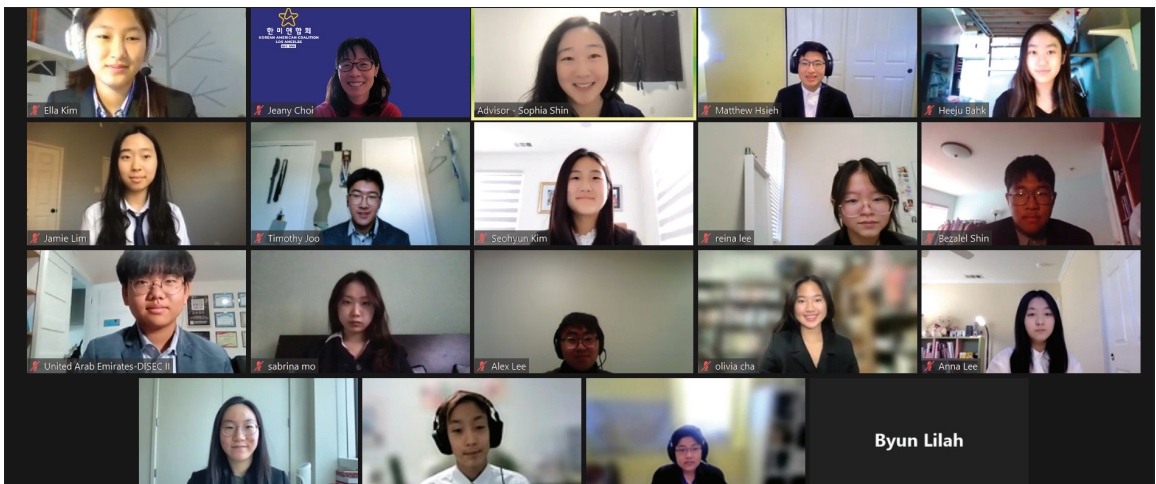 한미연합회
KOREAN AMERICAN COALITION
LOS ANGELES
Ella Kim
Jeany Choi
Advisor - Sophia Shin
Matthew Hsieh
Heeju Bahk
Jamie Lim
Timothy Joo
Seohyun Kim
reina lee
Bezalel Shin
United Arab Emirates-DISEC II
sabrina mo
Alex Lee
olivia cha
Anna Lee
Byun Lilah